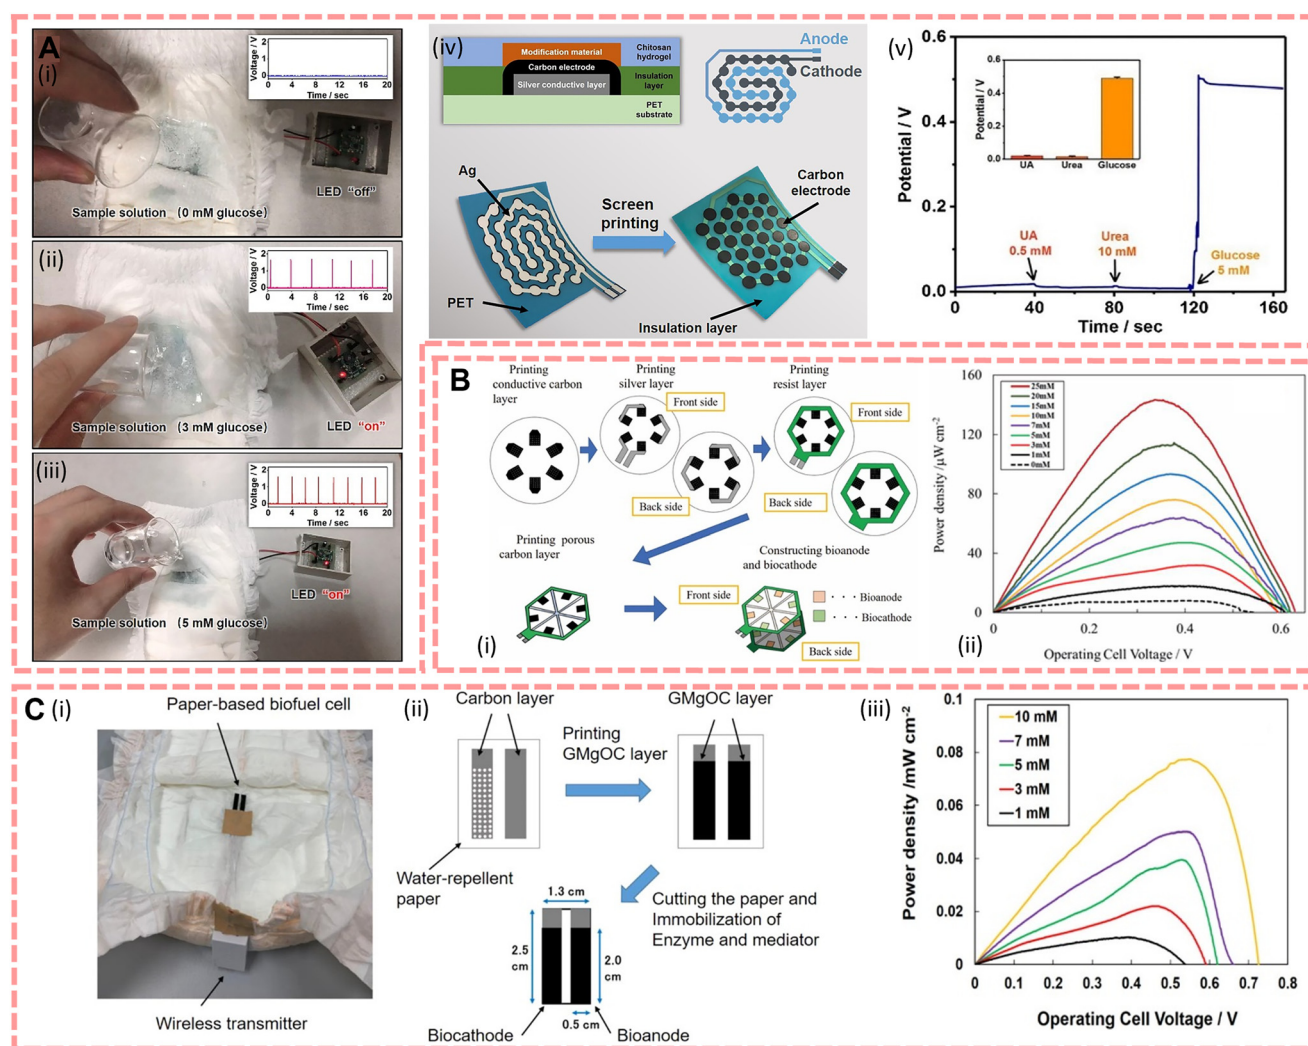 A
(i)
Voltage / V
2
1
0
0 4 8 12 16 20
Time / sec
LED "off"
Sample solution (0 mM glucose)
(ii)
Voltage / V
2
1
0
0 4 8 12 16 20
Time / sec
Sample solution (3 mM glucose)
LED "on"
(iii)
Voltage / V
2
1
0
0 4 8 12 16 20
Time / sec
LED "on"
Sample solution (5 mM glucose)
(iv)
Modification material
Carbon electrode
Silver conductive layer
Chitosan
hydrogel
Insulation
layer
PET
substrate
Anode
Cathode
Ag
Screen
printing
Carbon
electrode
PET
Insulation layer
(v)
Potential / V
0.6
0.4
0.2
0.0
Potential / V
0.6
0.4
0.2
0.0
UA Urea Glucose
UA
0.5 mM
Urea
10 mM
Glucose
5 mM
0 40 80 120 160
Time / sec
B
Printing
conductive carbon
layer
Printing
silver layer
Front side
Back side
Printing
resist layer
Front side
Back side
Printing porous
carbon layer
Constructing bioanode
and biocathode
Front side
Back side
· · · Bioanode
· · · Biocathode
(i)
Power density /μW cm⁻²
160
120
80
40
0
25mM
20mM
15mM
10mM
7mM
5mM
3mM
1mM
0mM
0 0.2 0.4 0.6
(ii)
Operating Cell Voltage / V
C
(i)
Paper-based biofuel cell
Wireless transmitter
(ii)
Carbon layer
Printing
GMgOC layer
GMgOC layer
Water-repellent
paper
Cutting the paper and
Immobilization of
Enzyme and mediator
1.3 cm
2.5
cm
2.0
cm
0.5 cm
Biocathode
Bioanode
(iii)
Power density /mW cm⁻²
0.1
0.08
0.06
0.04
0.02
0
10 mM
7 mM
5 mM
3 mM
1 mM
0 0.1 0.2 0.3 0.4 0.5 0.6 0.7 0.8
Operating Cell Voltage / V